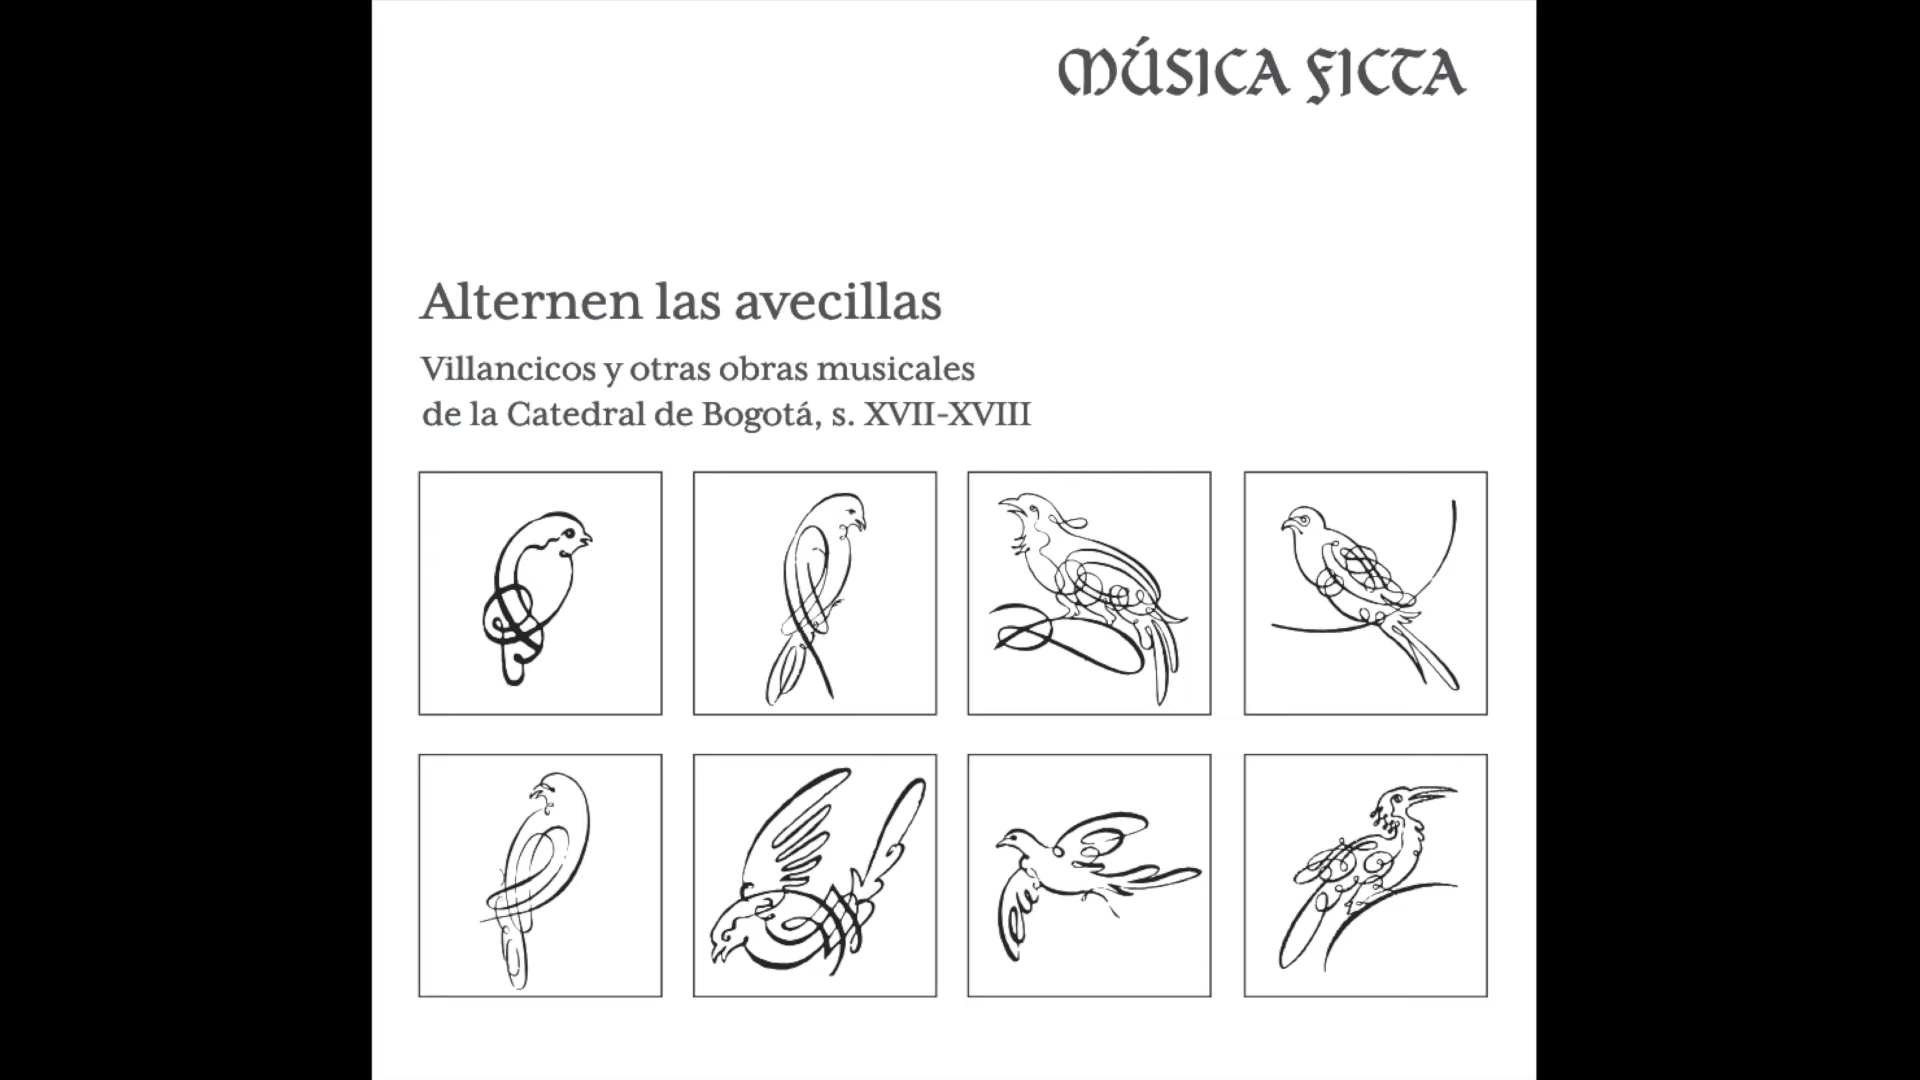 MÚSICA FICTA
Alternen las avecillas
Villancicos y otras obras musicales
de la Catedral de Bogotá, s. XVII-XVIII